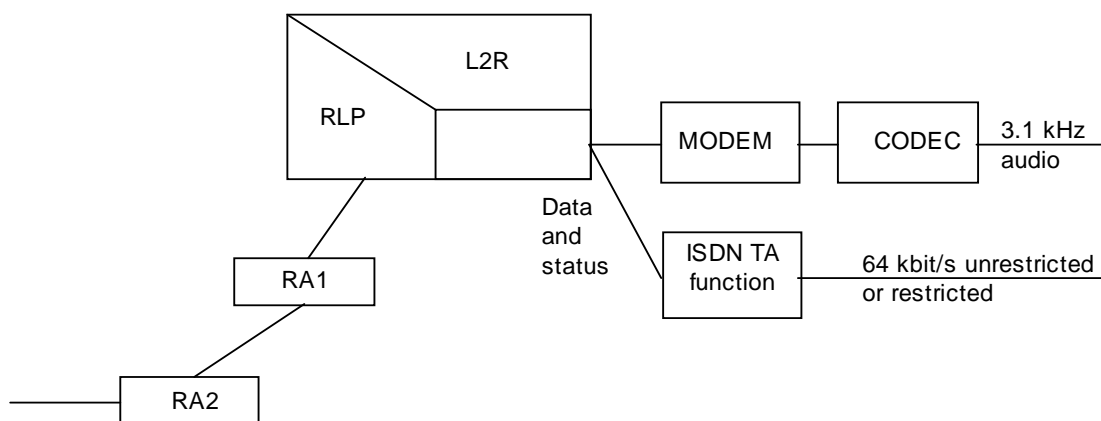 L2R
RLP
MODEM
CODEC
3.1 kHz
audio
Data
and
status
ISDN TA
function
64 kbit/s unrestricted
or restricted
RA1
RA2